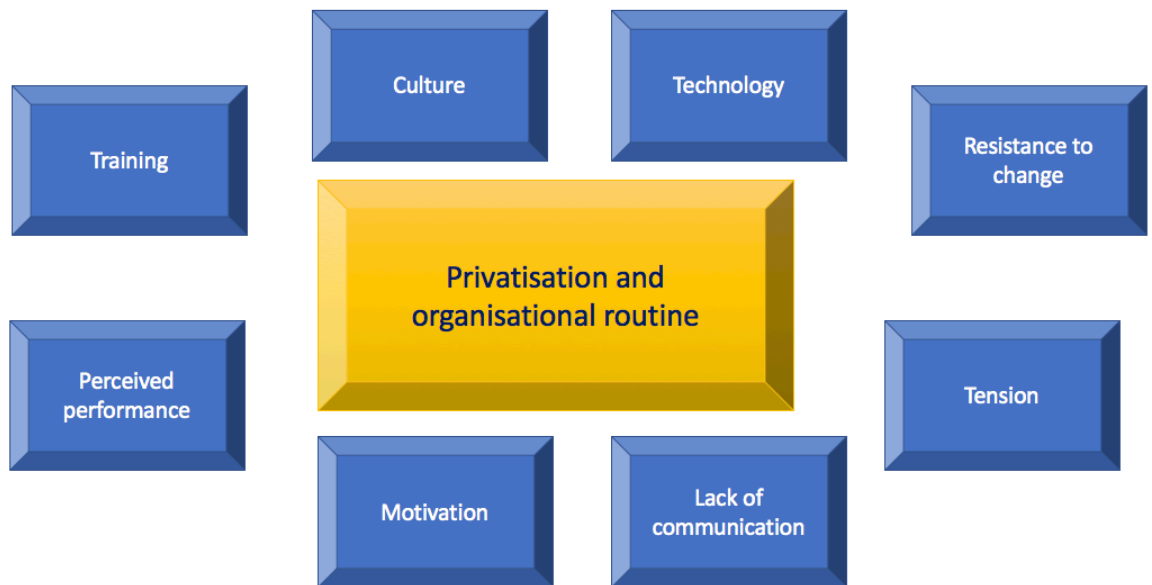 Culture
Technology
Training
Resistance to
change
Privatisation and
organisational routine
Perceived
performance
Tension
Motivation
Lack of
communication